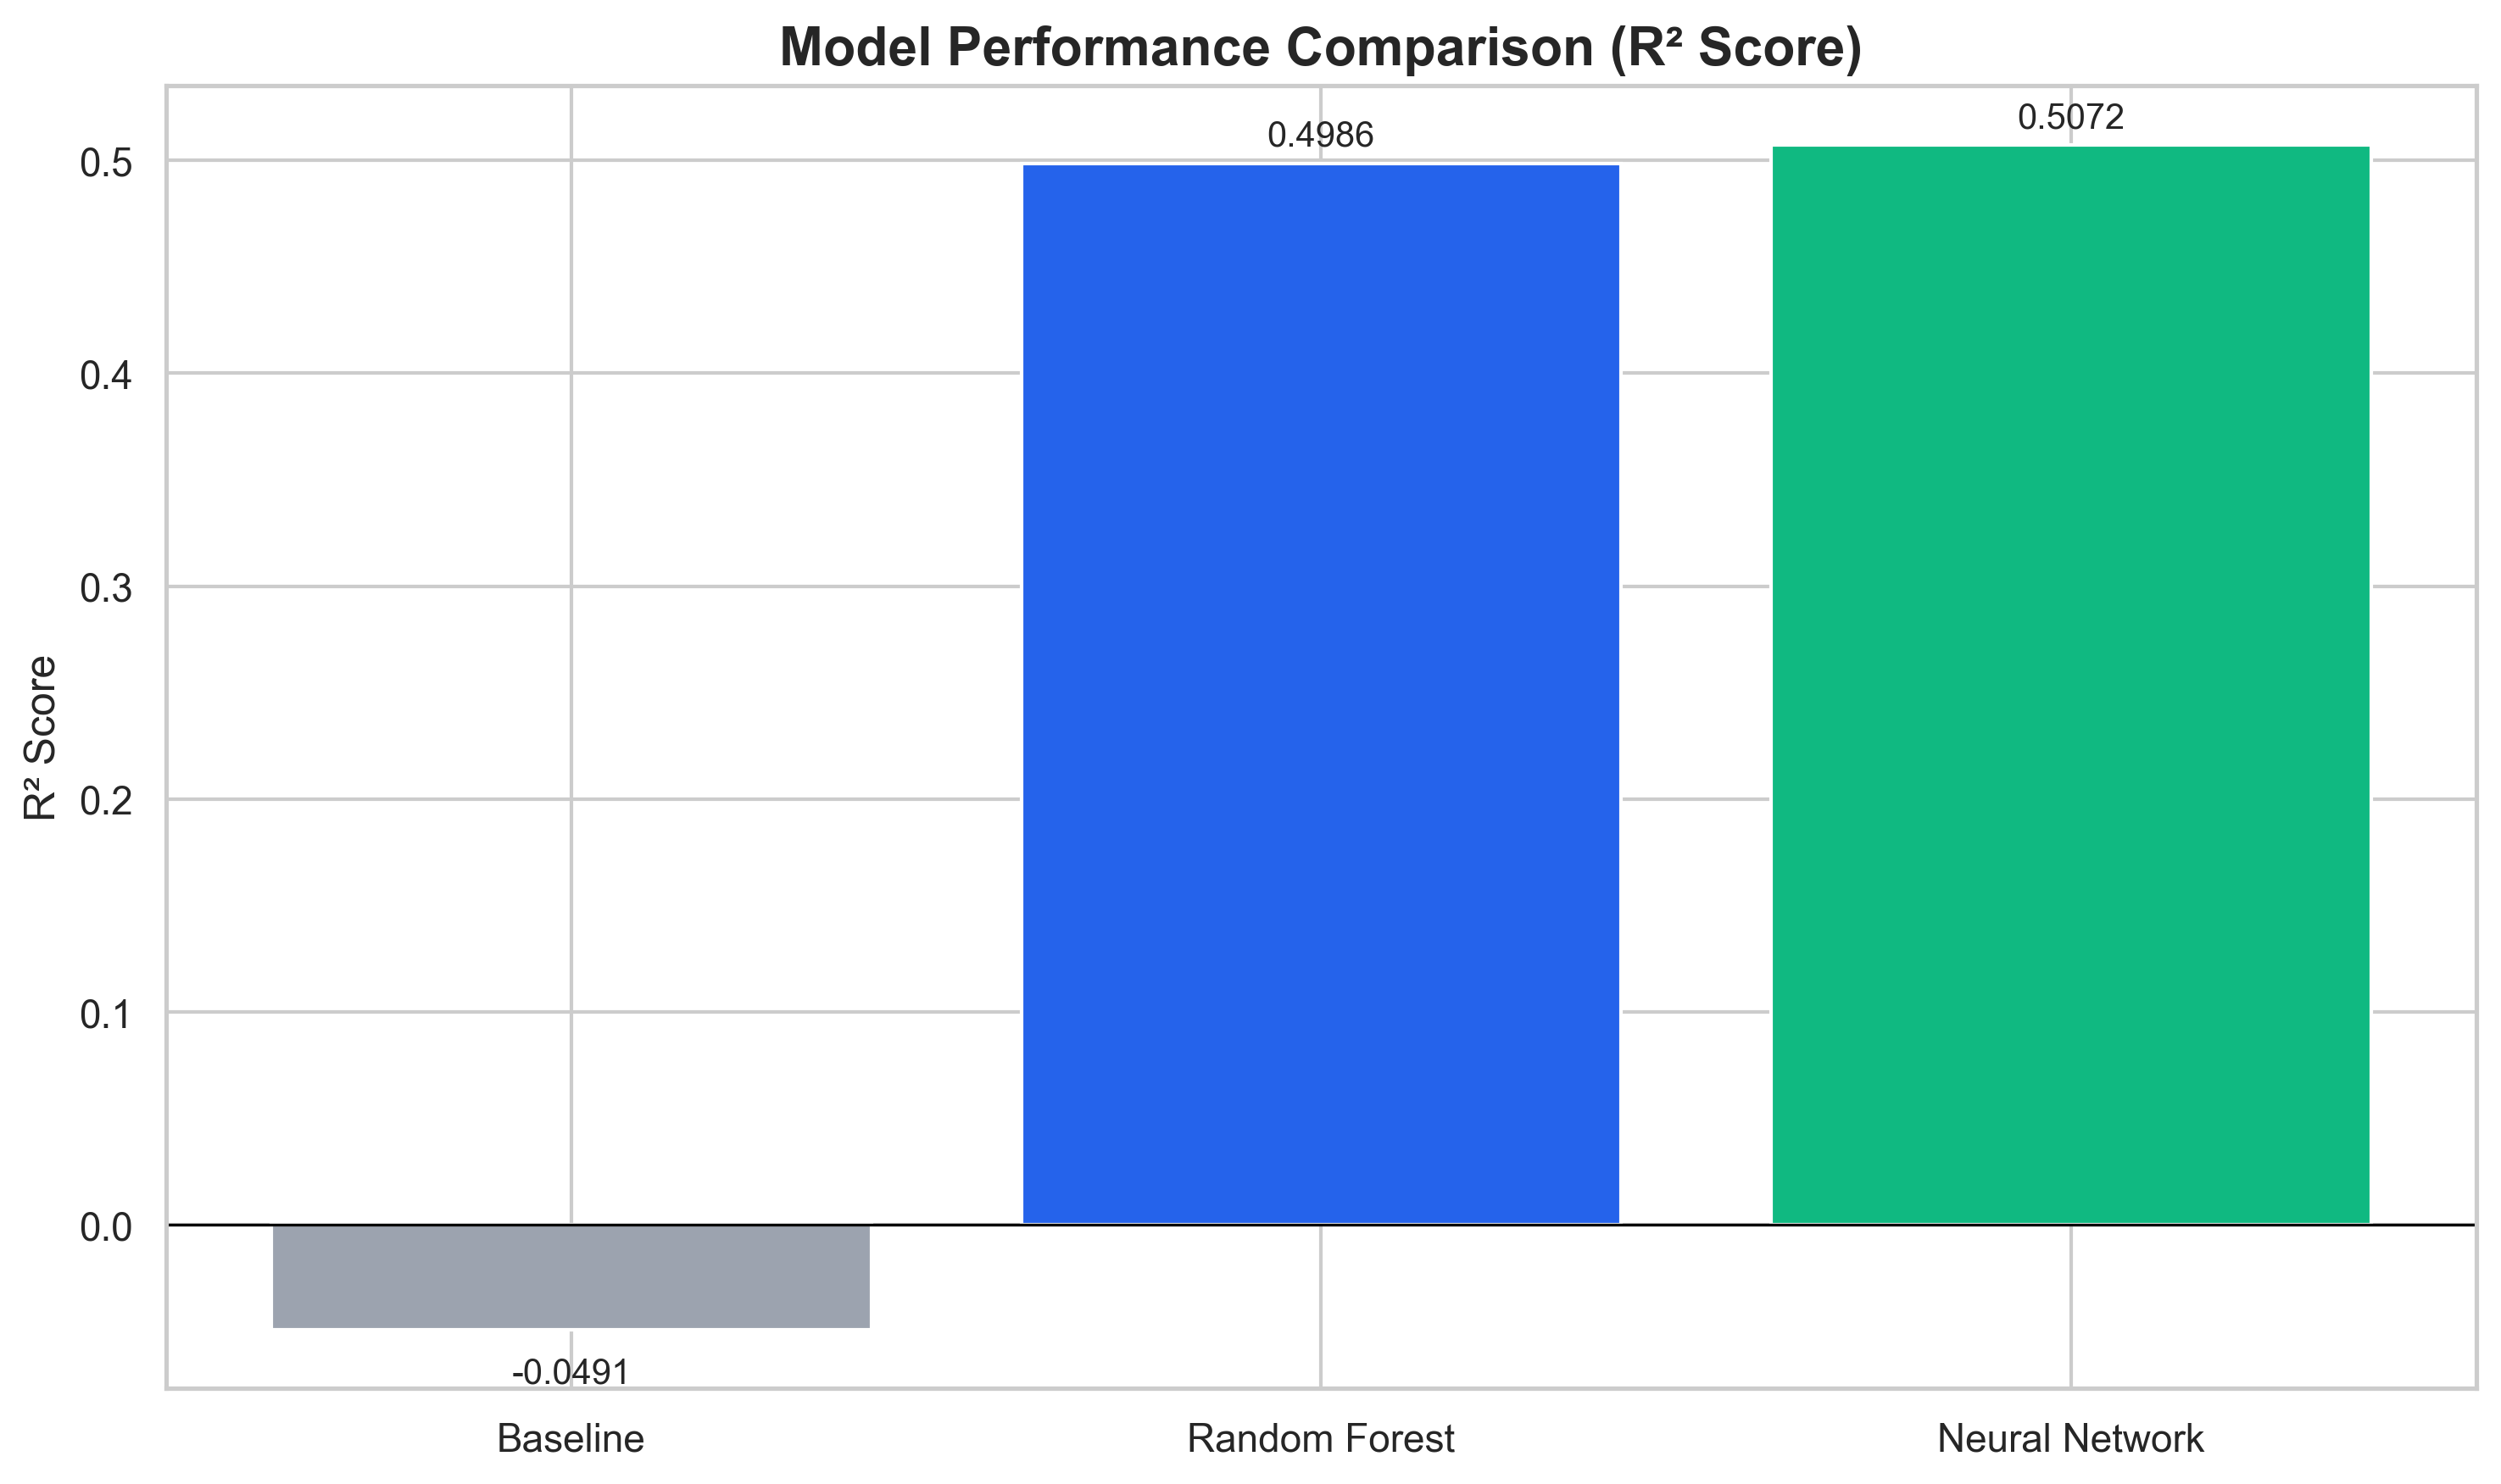 Model Performance Comparison (R² Score)
R² Score
0.5
0.4
0.3
0.2
0.1
0.0
0.4986
0.5072
-0.0491
Baseline
Random Forest
Neural Network